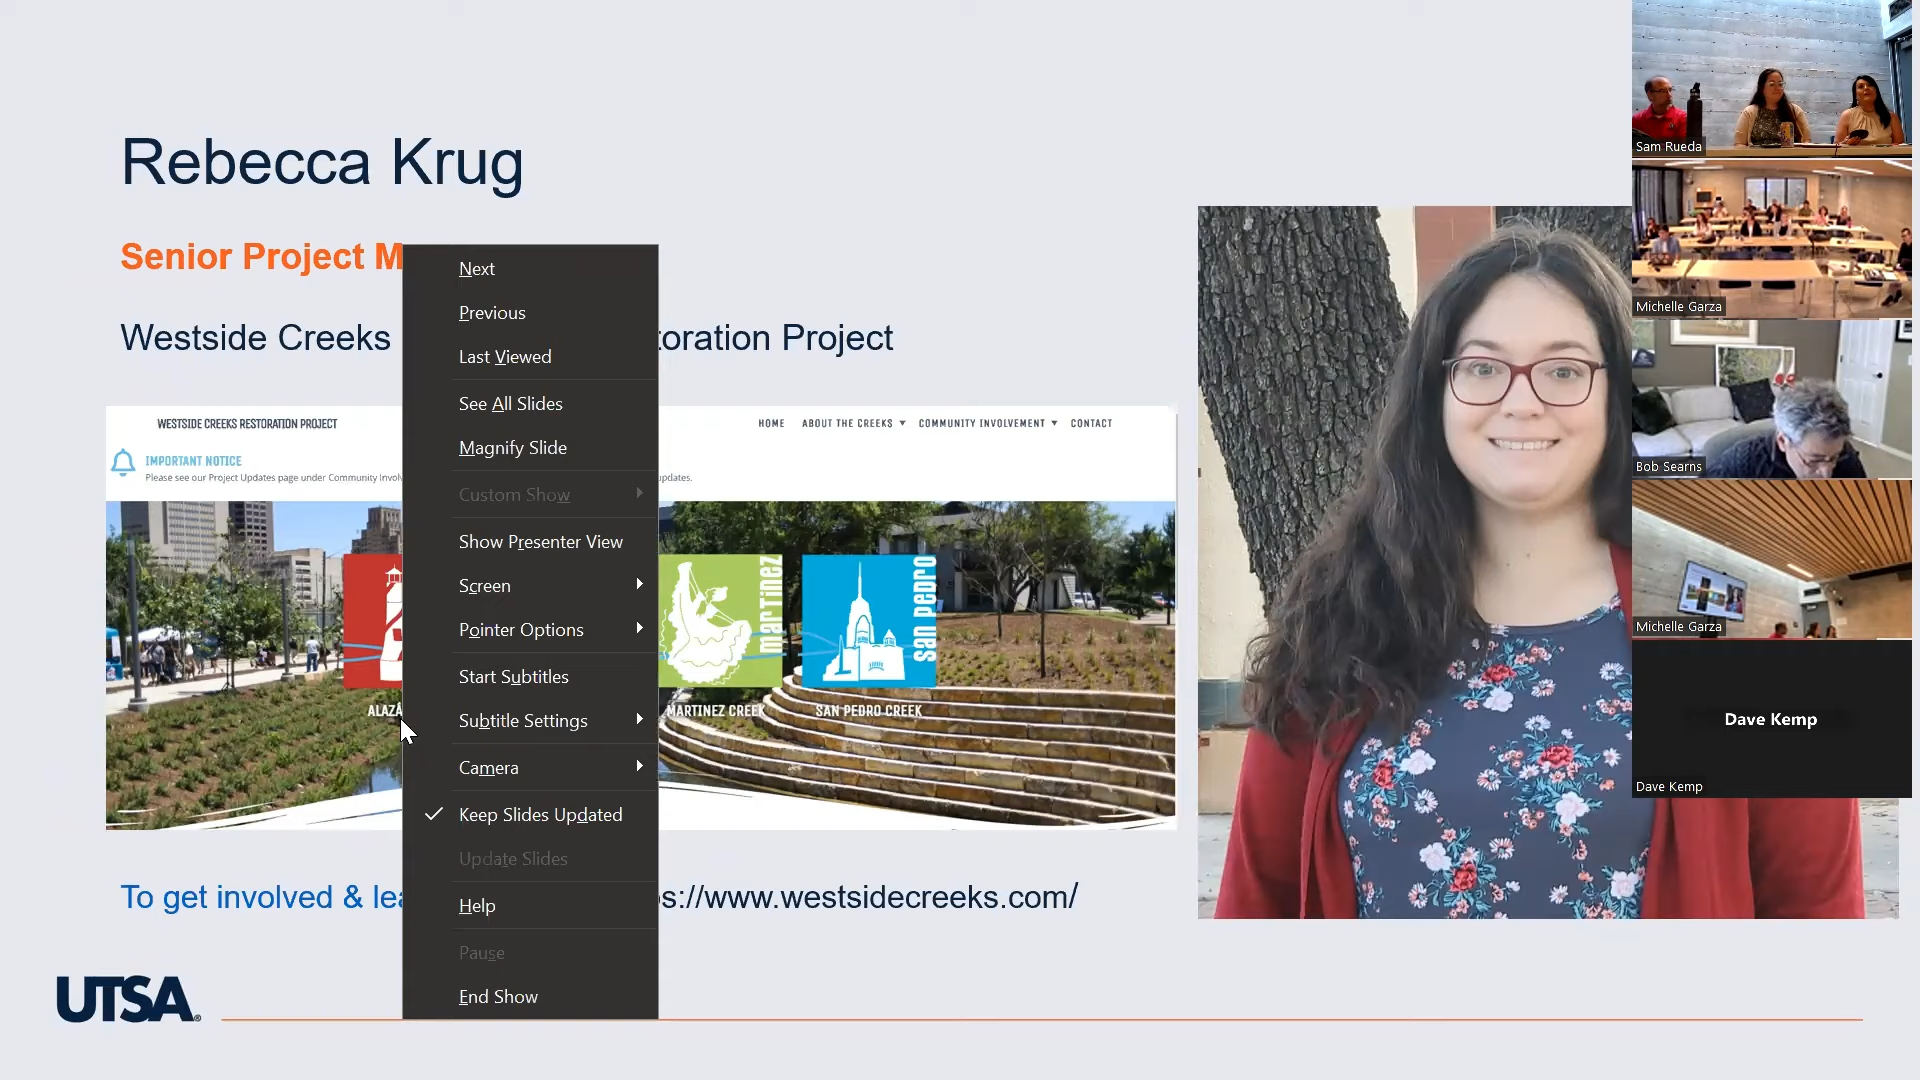 Rebecca Krug
Senior Project M
Westside Creeks
toration Project
WESTSIDE CREEKS RESTORATION PROJECT
HOME ABOUT THE CREEKS COMMUNITY INVOLVEMENT CONTACT
IMPORTANT NOTICE
Please see our Project Updates page under Community Involv
updates.
martinez
san pedro
ALAZÁ
MARTINEZ CREEK
SAN PEDRO CREEK
To get involved & lea
s://www.westsidecreeks.com/
UTSA®
Next
Previous
Last Viewed
See All Slides
Magnify Slide
Custom Show
Show Presenter View
Screen
Pointer Options
Start Subtitles
Subtitle Settings
Camera
Keep Slides Updated
Update Slides
Help
Pause
End Show
Sam Rueda
Michelle Garza
Bob Searns
Michelle Garza
Dave Kemp
Dave Kemp